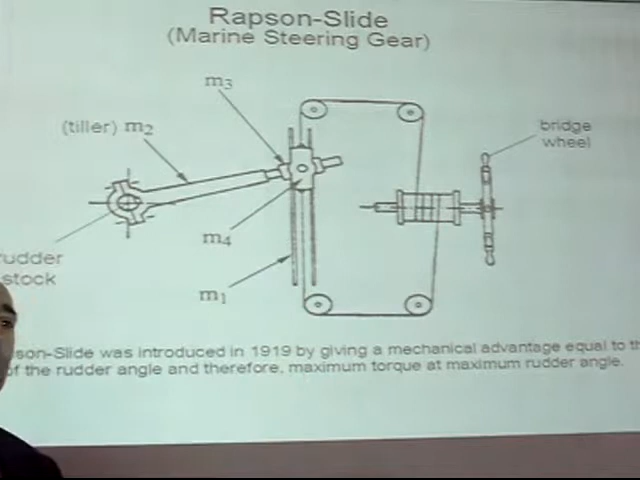 Rapson-Slide
(Marine Steering Gear)
m3
(tiller) m2
bridge
wheel
m4
rudder
stock
m1
son-Slide was introduced in 1919 by giving a mechanical advantage equal to th
of the rudder angle and therefore, maximum torque at maximum rudder angle.